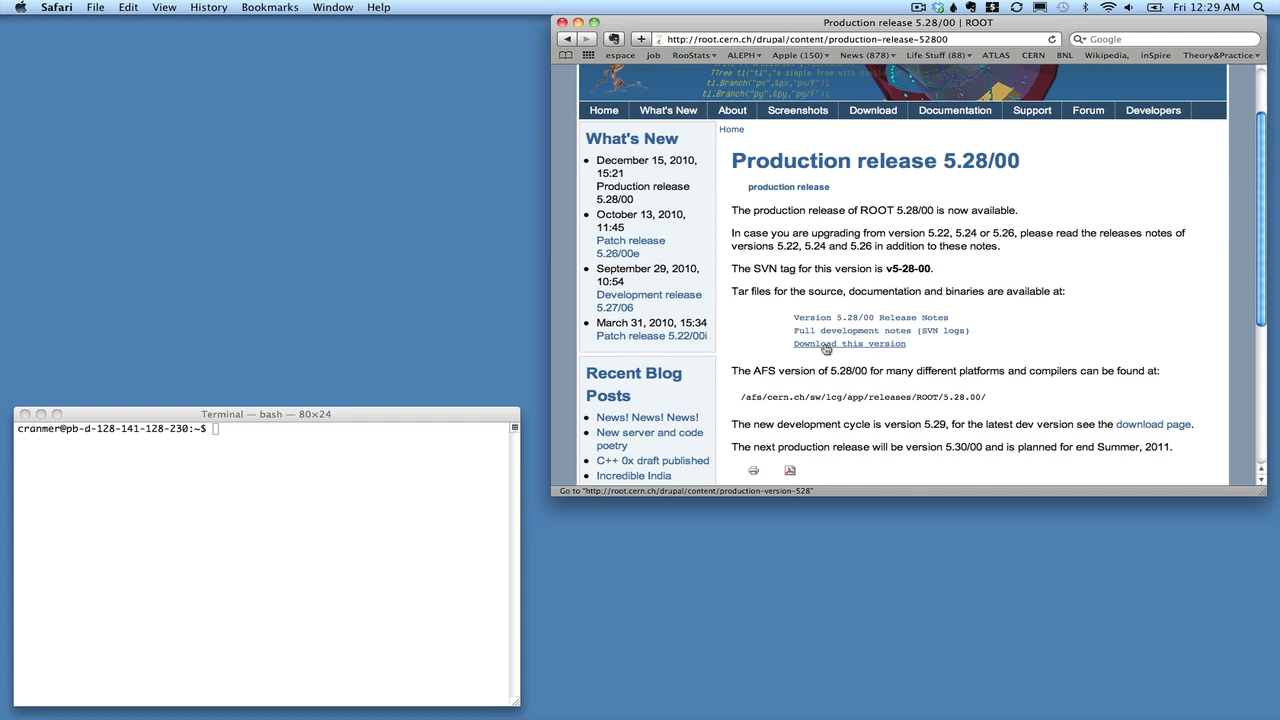 Safari File Edit View History Bookmarks Window Help
Fri 12:29 AM
Production release 5.28/00 | ROOT
http://root.cern.ch/drupal/content/production-release-52800
Google
espace job RooStats ALEPH Apple (150) News (878) Life Stuff (88) ATLAS CERN BNL Wikipedia, inSpire Theory&Practice
t1.Branch("px",&px,"px/F");
t1.Branch("py",&py,"py/F");
Home What's New About Screenshots Download Documentation Support Forum Developers
What's New
December 15, 2010,
15:21
Production release
5.28/00
October 13, 2010,
11:45
Patch release
5.26/00e
September 29, 2010,
10:54
Development release
5.27/06
March 31, 2010, 15:34
Patch release 5.22/00i
Recent Blog
Posts
News! News! News!
New server and code
poetry
C++ 0x draft published
Incredible India
Home
Production release 5.28/00
production release
The production release of ROOT 5.28/00 is now available.
In case you are upgrading from version 5.22, 5.24 or 5.26, please read the releases notes of
versions 5.22, 5.24 and 5.26 in addition to these notes.
The SVN tag for this version is v5-28-00.
Tar files for the source, documentation and binaries are available at:
Version 5.28/00 Release Notes
Full development notes (SVN logs)
Download this version
The AFS version of 5.28/00 for many different platforms and compilers can be found at:
/afs/cern.ch/sw/lcg/app/releases/ROOT/5.28.00/
The new development cycle is version 5.29, for the latest dev version see the download page.
The next production release will be version 5.30/00 and is planned for end Summer, 2011.
Go to "http://root.cern.ch/drupal/content/production-version-528"
Terminal — bash — 80×24
cranmer@pb-d-128-141-128-230:~$